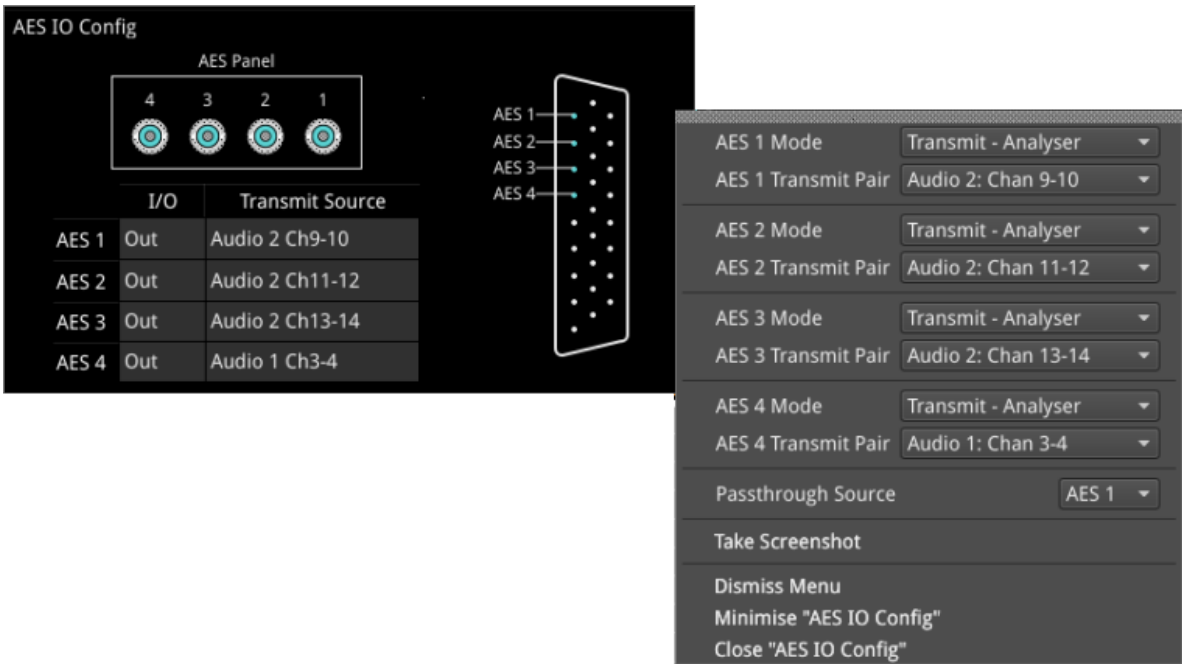 AES IO Config
AES Panel
4 3 2 1
I/O Transmit Source
AES 1 Out Audio 2 Ch9-10
AES 2 Out Audio 2 Ch11-12
AES 3 Out Audio 2 Ch13-14
AES 4 Out Audio 1 Ch3-4
AES 1
AES 2
AES 3
AES 4
AES 1 Mode Transmit - Analyser
AES 1 Transmit Pair Audio 2: Chan 9-10
AES 2 Mode Transmit - Analyser
AES 2 Transmit Pair Audio 2: Chan 11-12
AES 3 Mode Transmit - Analyser
AES 3 Transmit Pair Audio 2: Chan 13-14
AES 4 Mode Transmit - Analyser
AES 4 Transmit Pair Audio 1: Chan 3-4
Passthrough Source AES 1
Take Screenshot
Dismiss Menu
Minimise "AES IO Config"
Close "AES IO Config"